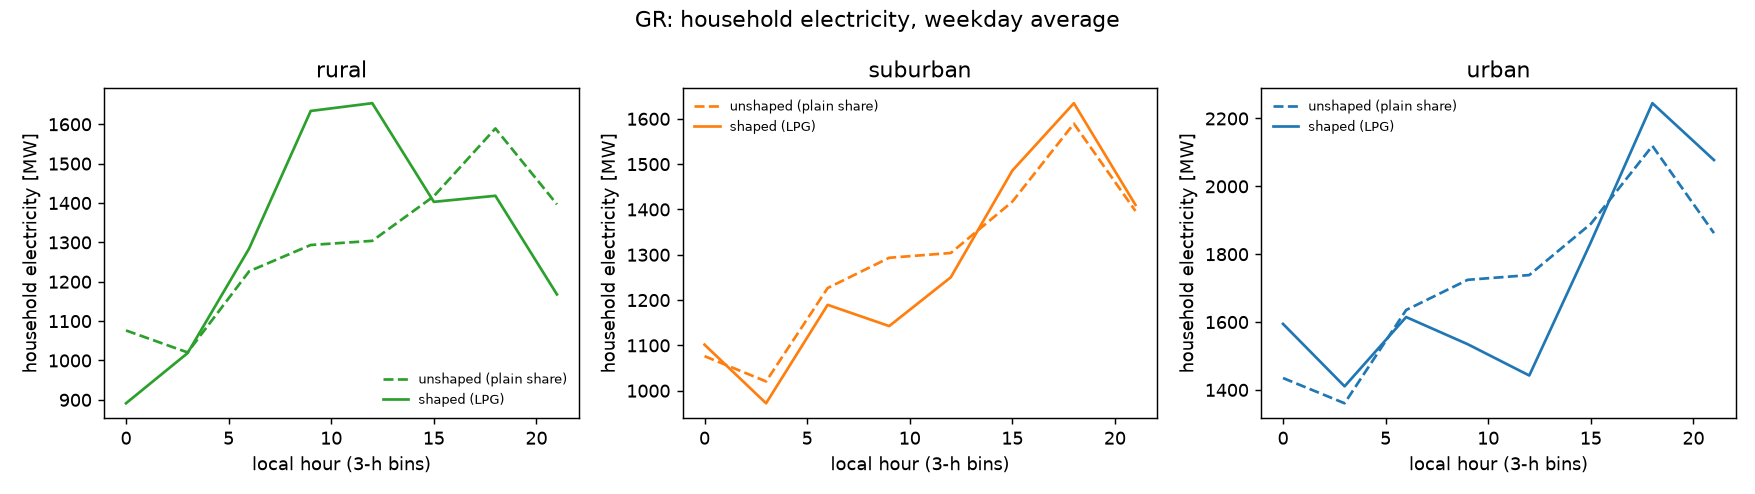 GR: household electricity, weekday average
rural
household electricity [MW]
1600
1500
1400
1300
1200
1100
1000
900
unshaped (plain share)
shaped (LPG)
0 5 10 15 20
local hour (3-h bins)
suburban
household electricity [MW]
1600
1500
1400
1300
1200
1100
1000
unshaped (plain share)
shaped (LPG)
0 5 10 15 20
local hour (3-h bins)
urban
household electricity [MW]
2200
2000
1800
1600
1400
unshaped (plain share)
shaped (LPG)
0 5 10 15 20
local hour (3-h bins)